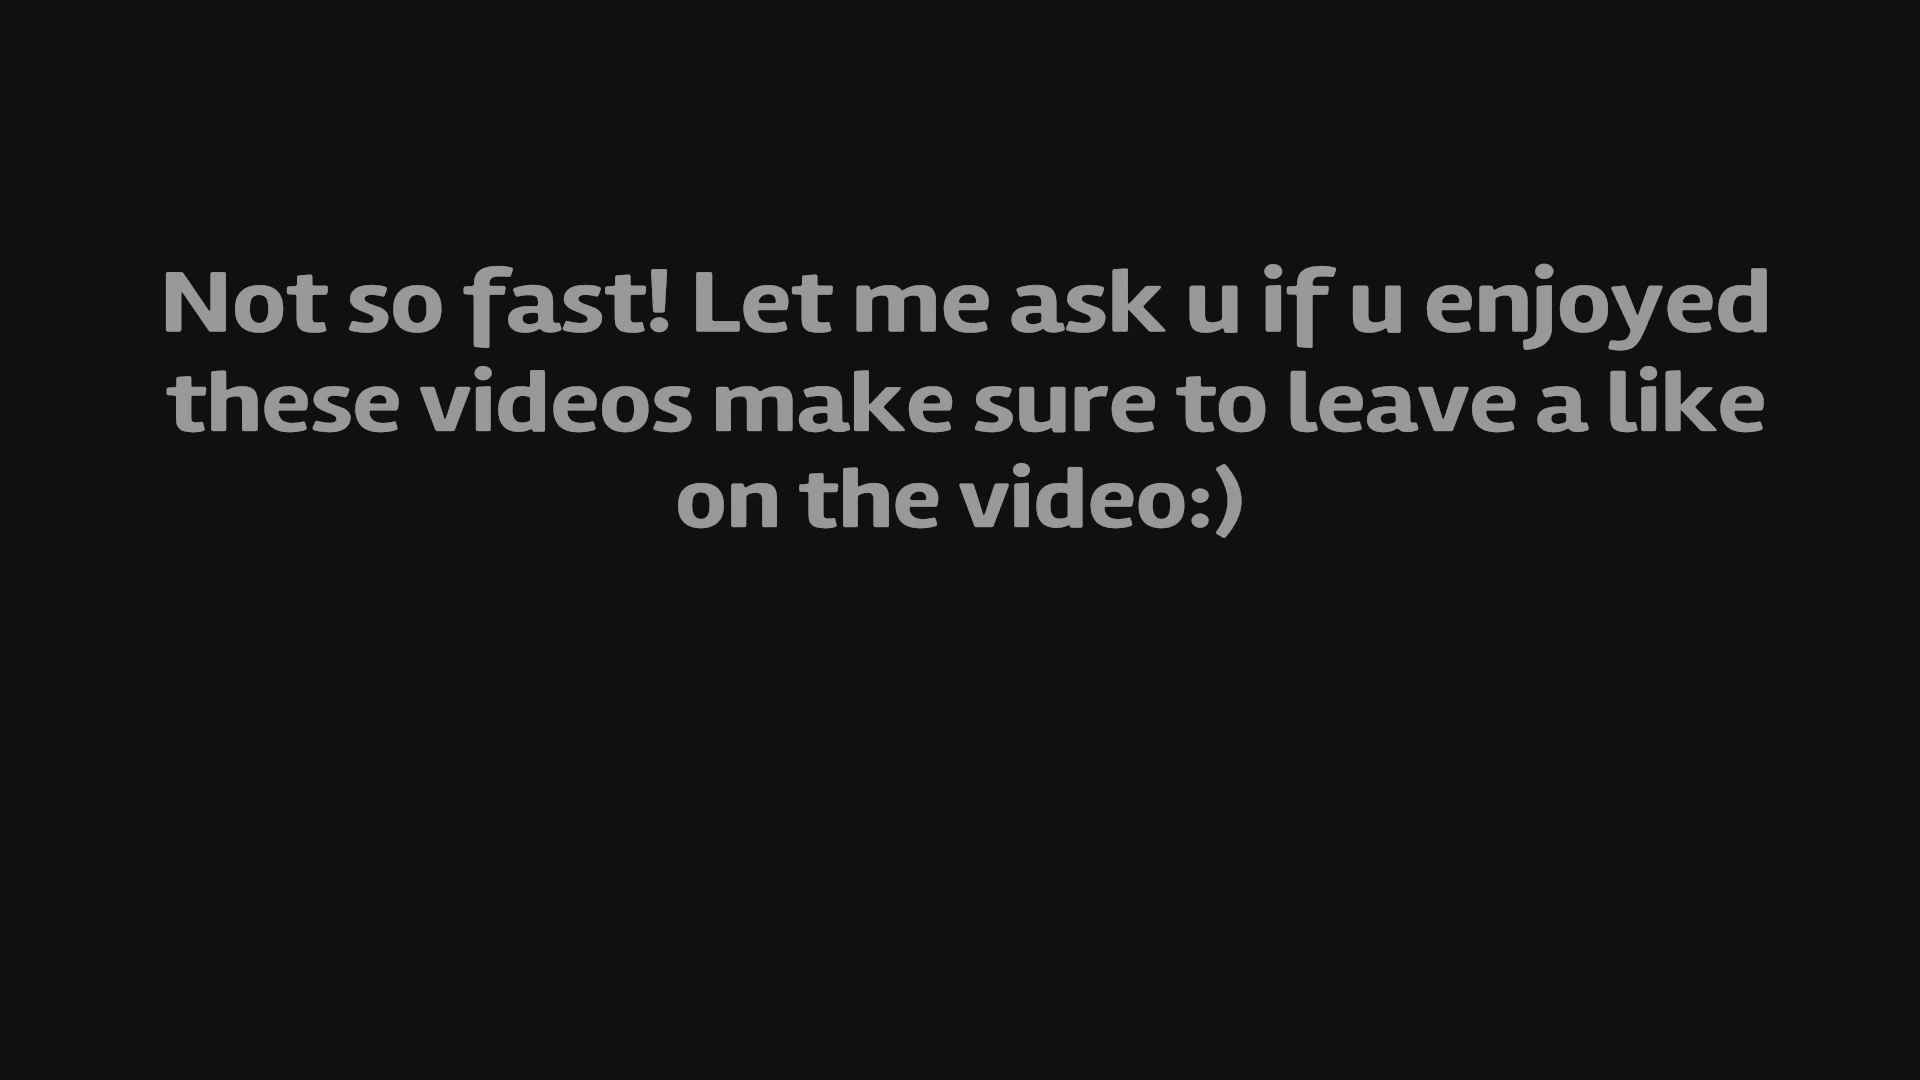 Not so fast! Let me ask u if u enjoyed
these videos make sure to leave a like
on the video:)